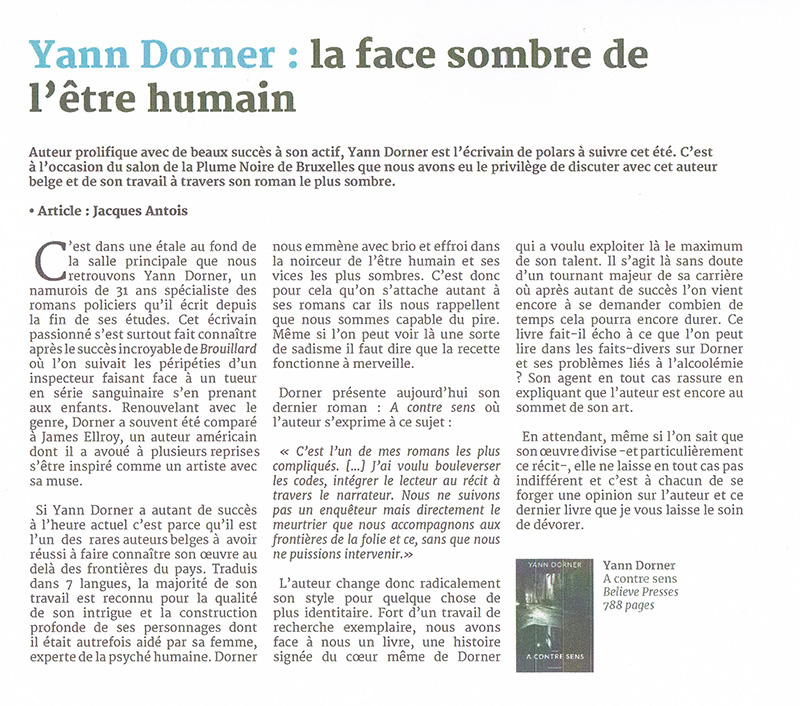 Yann Dorner : la face sombre de
l'être humain
Auteur prolifique avec de beaux succès à son actif, Yann Dorner est l'écrivain de polars à suivre cet été. C'est
à l'occasion du salon de la Plume Noire de Bruxelles que nous avons eu le privilège de discuter avec cet auteur
belge et de son travail à travers son roman le plus sombre.
• Article : Jacques Antois
C'est dans une étale au fond de
la salle principale que nous
retrouvons Yann Dorner, un
namurois de 31 ans spécialiste des
romans policiers qu'il écrit depuis
la fin de ses études. Cet écrivain
passionné s'est surtout fait connaître
après le succès incroyable de Brouillard
où l'on suivait les péripéties d'un
inspecteur faisant face à un tueur
en série sanguinaire s'en prenant
aux enfants. Renouvelant avec le
genre, Dorner a souvent été comparé
à James Ellroy, un auteur américain
dont il a avoué à plusieurs reprises
s'être inspiré comme un artiste avec
sa muse.
Si Yann Dorner a autant de succès
à l'heure actuel c'est parce qu'il est
l'un des rares auteurs belges à avoir
réussi à faire connaître son œuvre au
delà des frontières du pays. Traduis
dans 7 langues, la majorité de son
travail est reconnu pour la qualité
de son intrigue et la construction
profonde de ses personnages dont
il était autrefois aidé par sa femme,
experte de la psyché humaine. Dorner
nous emmène avec brio et effroi dans
la noirceur de l'être humain et ses
vices les plus sombres. C'est donc
pour cela qu'on s'attache autant à
ses romans car ils nous rappellent
que nous sommes capable du pire.
Même si l'on peut voir là une sorte
de sadisme il faut dire que la recette
fonctionne à merveille.
Dorner présente aujourd'hui son
dernier roman : A contre sens où
l'auteur s'exprime à ce sujet :
« C'est l'un de mes romans les plus
compliqués. [...] J'ai voulu bouleverser
les codes, intégrer le lecteur au récit à
travers le narrateur. Nous ne suivons
pas un enquêteur mais directement le
meurtrier que nous accompagnons aux
frontières de la folie et ce, sans que nous
ne puissions intervenir.»
L'auteur change donc radicalement
son style pour quelque chose de
plus identitaire. Fort d'un travail de
recherche exemplaire, nous avons
face à nous un livre, une histoire
signée du cœur même de Dorner
qui a voulu exploiter là le maximum
de son talent. Il s'agit là sans doute
d'un tournant majeur de sa carrière
où après autant de succès l'on vient
encore à se demander combien de
temps cela pourra encore durer. Ce
livre fait-il écho à ce que l'on peut
lire dans les faits-divers sur Dorner
et ses problèmes liés à l'alcoolémie
? Son agent en tout cas rassure en
expliquant que l'auteur est encore au
sommet de son art.
En attendant, même si l'on sait que
son œuvre divise -et particulièrement
ce récit-, elle ne laisse en tout cas pas
indifférent et c'est à chacun de se
forger une opinion sur l'auteur et ce
dernier livre que je vous laisse le soin
de dévorer.
YANN DORNER
A CONTRE SENS
Yann Dorner
A contre sens
Believe Presses
788 pages